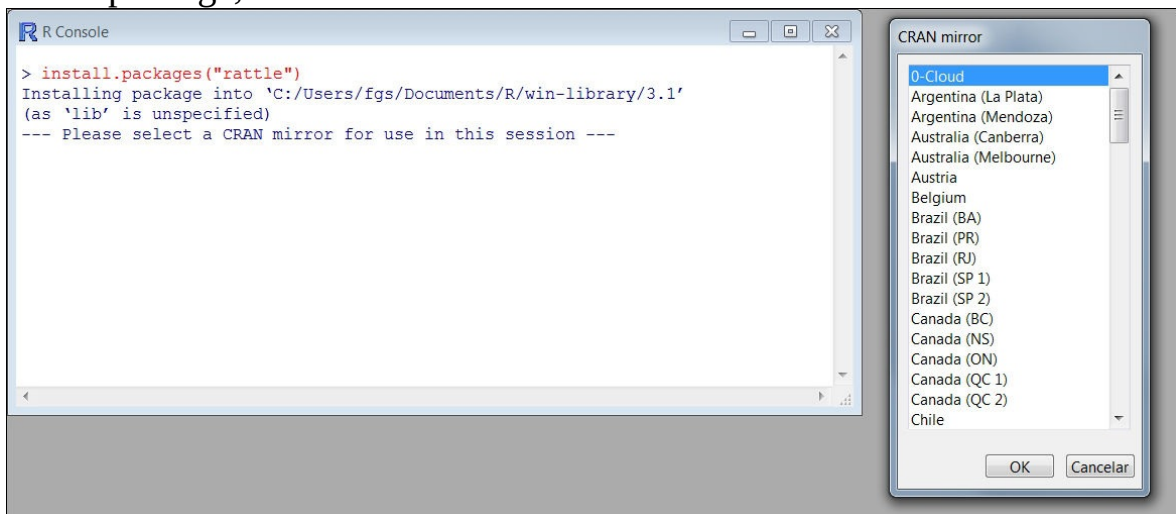 R Console
> install.packages("rattle")
Installing package into ‘C:/Users/fgs/Documents/R/win-library/3.1’
(as ‘lib’ is unspecified)
--- Please select a CRAN mirror for use in this session ---
CRAN mirror
0-Cloud
Argentina (La Plata)
Argentina (Mendoza)
Australia (Canberra)
Australia (Melbourne)
Austria
Belgium
Brazil (BA)
Brazil (PR)
Brazil (RJ)
Brazil (SP 1)
Brazil (SP 2)
Canada (BC)
Canada (NS)
Canada (ON)
Canada (QC 1)
Canada (QC 2)
Chile
OK Cancelar